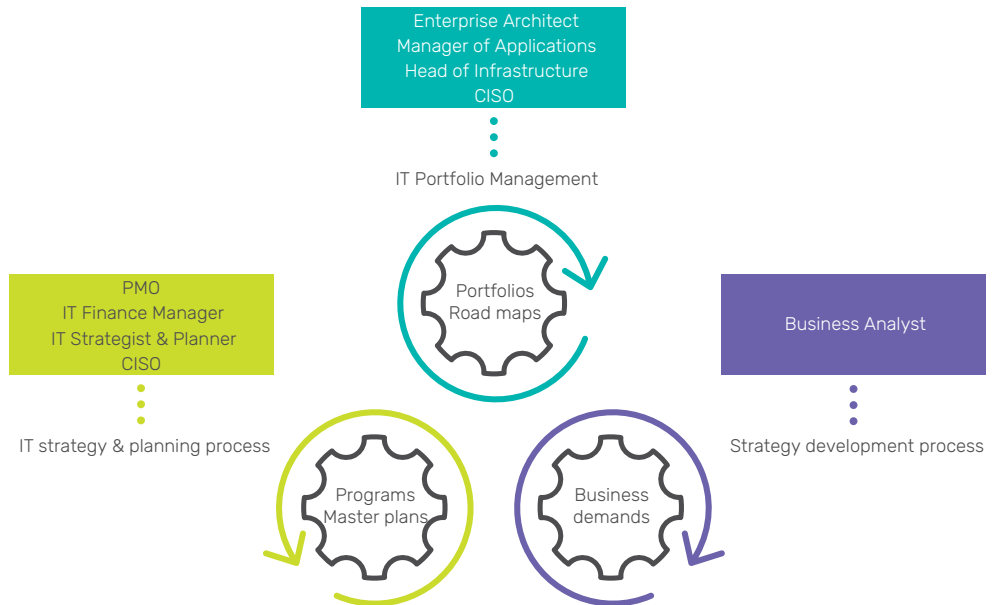 Enterprise Architect
Manager of Applications
Head of Infrastructure
CISO
IT Portfolio Management
Portfolios
Road maps
PMO
IT Finance Manager
IT Strategist & Planner
CISO
IT strategy & planning process
Programs
Master plans
Business Analyst
Strategy development process
Business
demands